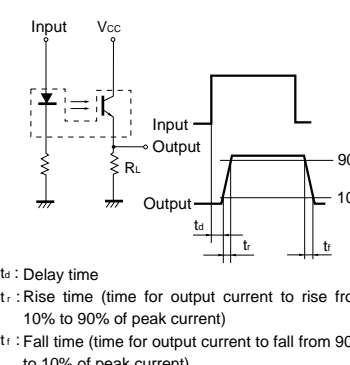 Input Vcc
Input
Output
RL
90
Output
10
td
tr tf
td : Delay time
tr : Rise time (time for output current to rise
10% to 90% of peak current)
tf : Fall time (time for output current to fall from 90
to 10% of peak current)